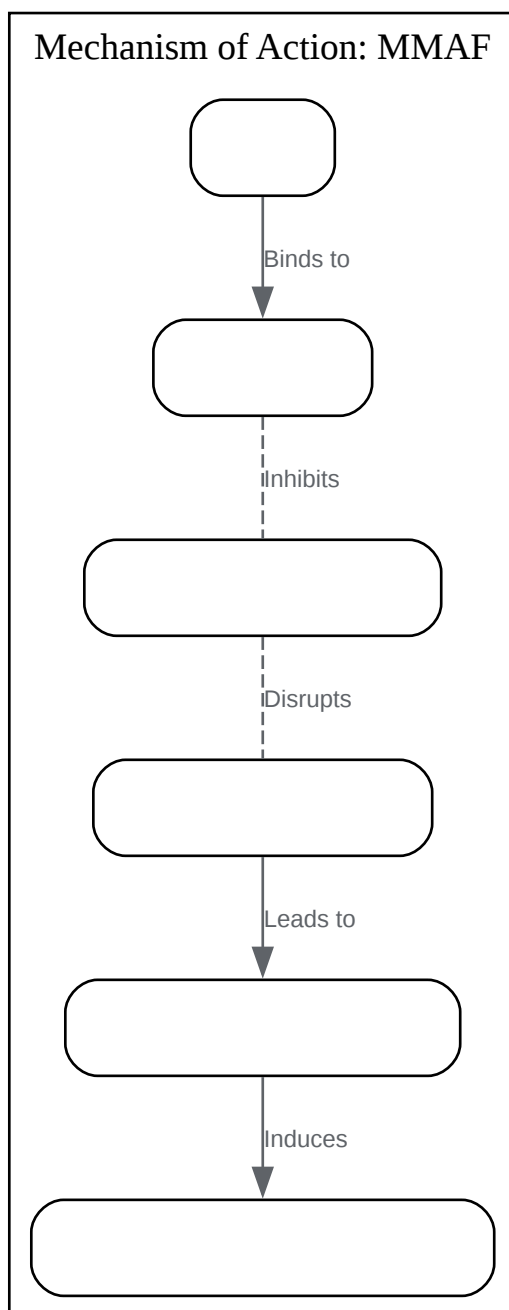 Mechanism of Action: MMAF
Binds to
Inhibits
Disrupts
Leads to
Induces